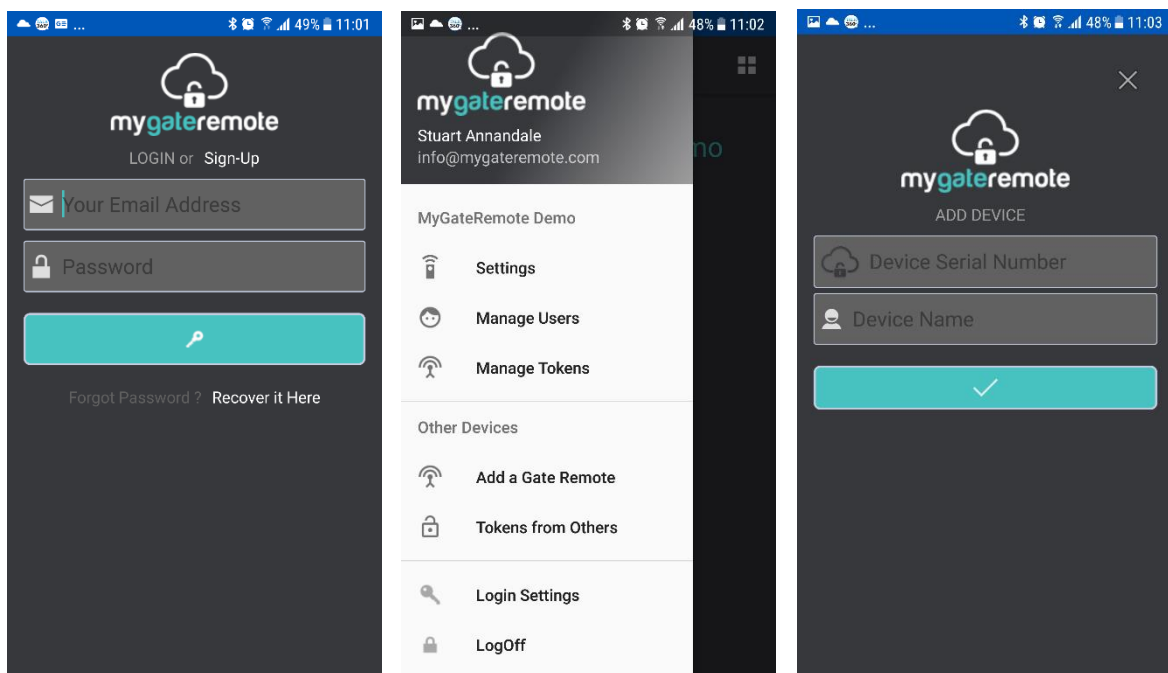 ... 49% 11:01
mygateremote
LOGIN or Sign-Up
Your Email Address
Password
Forgot Password ? Recover it Here
... 48% 11:02
mygateremote
Stuart Annandale
info@mygateremote.com
mo
MyGateRemote Demo
Settings
Manage Users
Manage Tokens
Other Devices
Add a Gate Remote
Tokens from Others
Login Settings
LogOff
... 48% 11:03
mygateremote
ADD DEVICE
Device Serial Number
Device Name